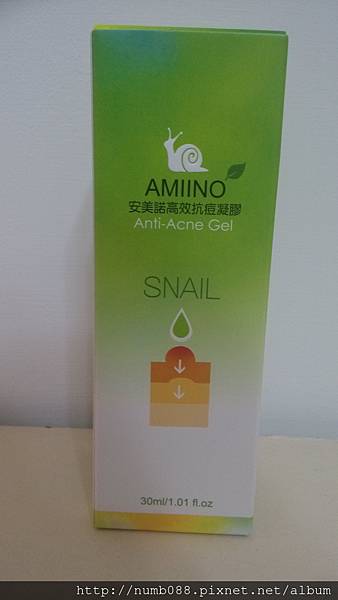 AMIINO
安美諾高效抗痘凝膠
Anti-Acne Gel
SNAIL
30ml/1.01 fl.oz
http://numb088.pixnet.net/album